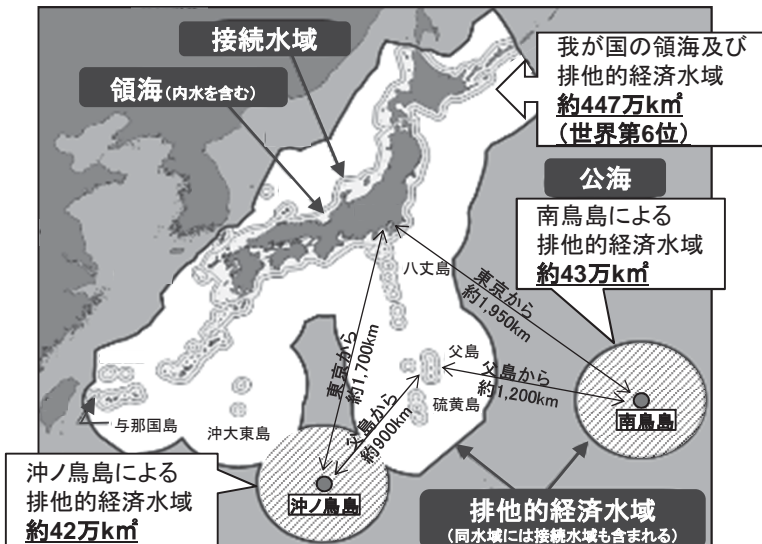 接続水域
領海(内水を含む)
我が国の領海及び
排他的経済水域
約447万k㎡
(世界第6位)
公海
南鳥島による
排他的経済水域
約43万k㎡
八丈島
東京から
約1,950km
東京から
約1,700km
父島
父島から
約1,200km
父島から
約900km
硫黄島
南鳥島
与那国島
沖大東島
沖ノ鳥島による
排他的経済水域
約42万k㎡
沖ノ鳥島
排他的経済水域
(同水域には接続水域も含まれる)